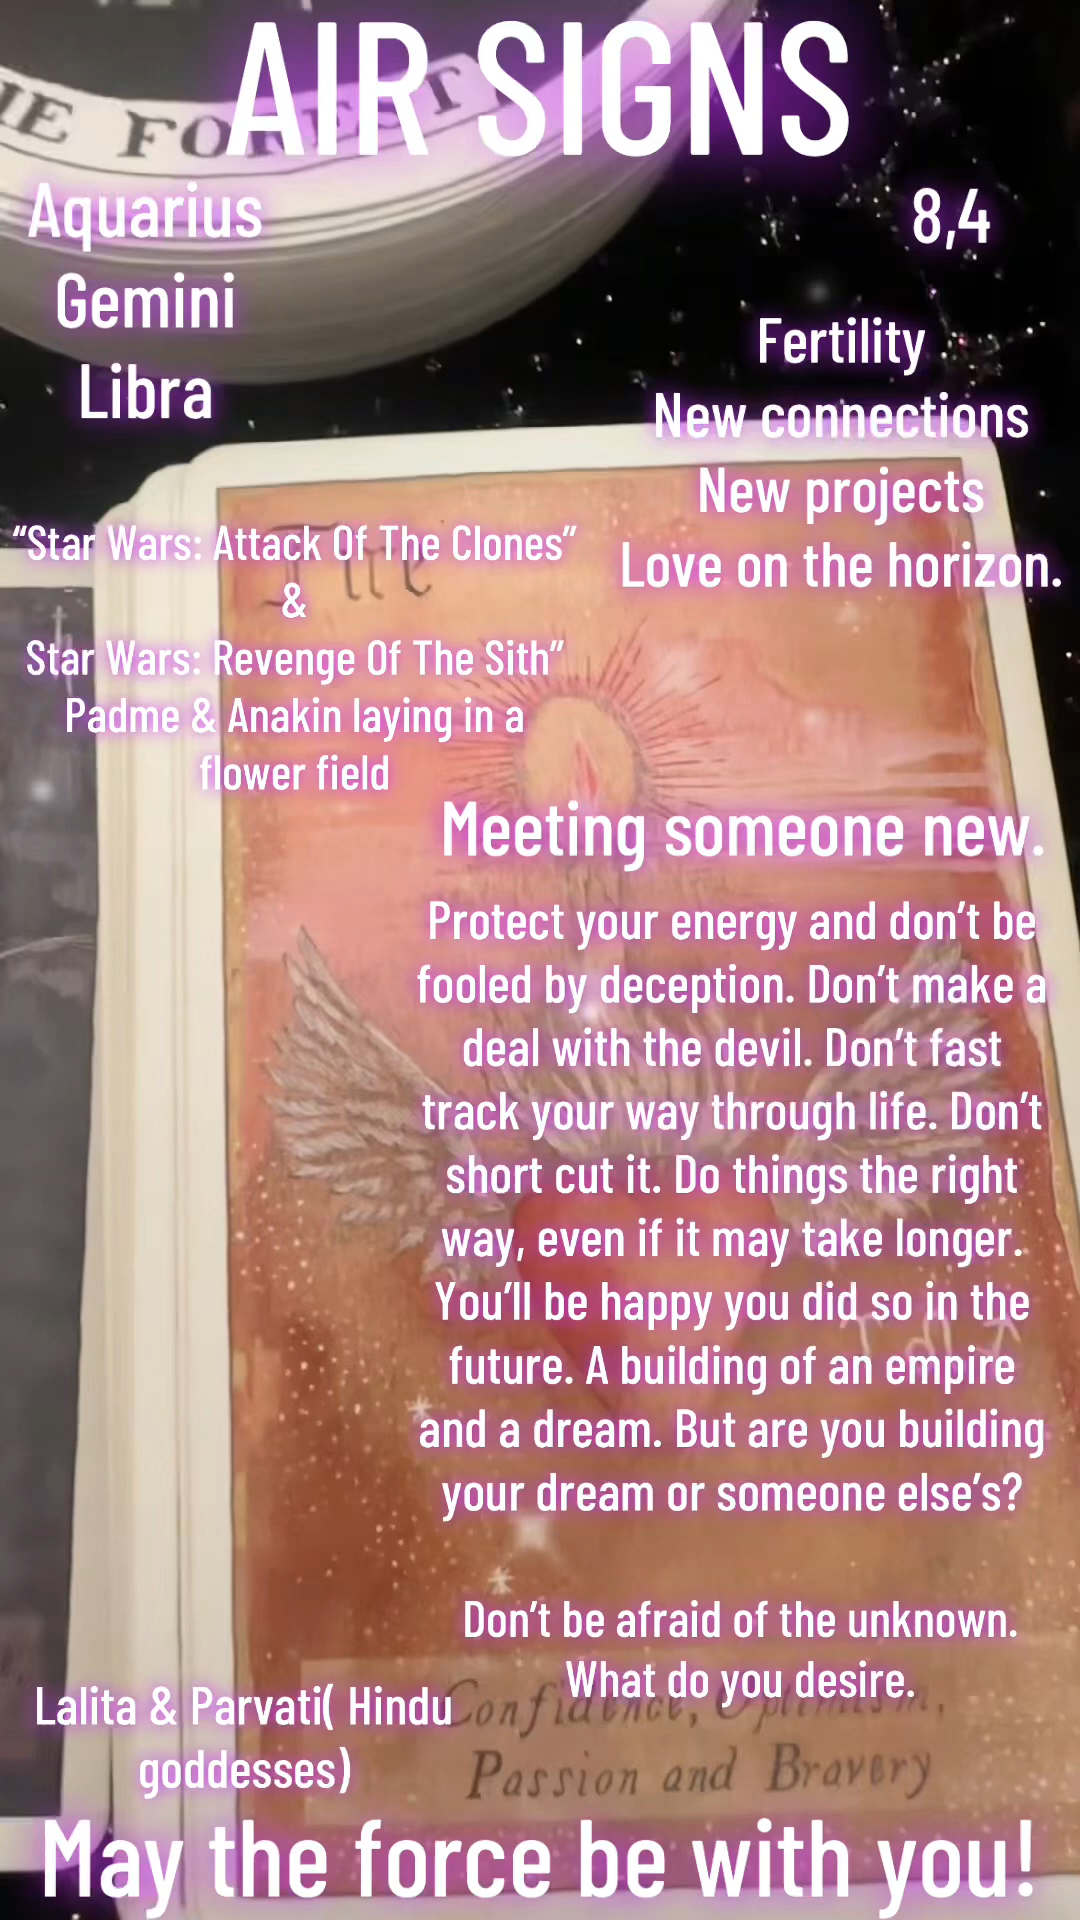 AIR SIGNS
THE FOREST
Aquarius
Gemini
Libra
8,4
Fertility
New connections
New projects
Love on the horizon.
“Star Wars: Attack Of The Clones”
&
Star Wars: Revenge Of The Sith”
Padme & Anakin laying in a
flower field
The
Meeting someone new.
Protect your energy and don’t be
fooled by deception. Don’t make a
deal with the devil. Don’t fast
track your way through life. Don’t
short cut it. Do things the right
way, even if it may take longer.
You’ll be happy you did so in the
future. A building of an empire
and a dream. But are you building
your dream or someone else’s?
Don’t be afraid of the unknown.
What do you desire.
Lalita & Parvati( Hindu
goddesses)
Confidence, Optimism,
Passion and Bravery
May the force be with you!